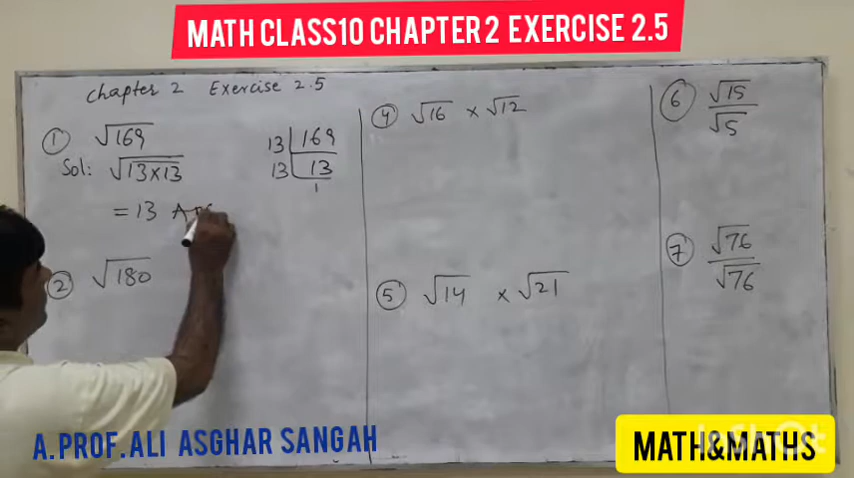 MATH CLASS10 CHAPTER 2 EXERCISE 2.5
Chapter 2 Exercise 2.5
① √169
Sol: √13×13
= 13
13 | 169
13 | 13
1
② √180
④ √16 × √12
⑤ √14 × √21
⑥ √15
√5
⑦ √76
√76
A.PROF.ALI ASGHAR SANGAH
MATH&MATHS